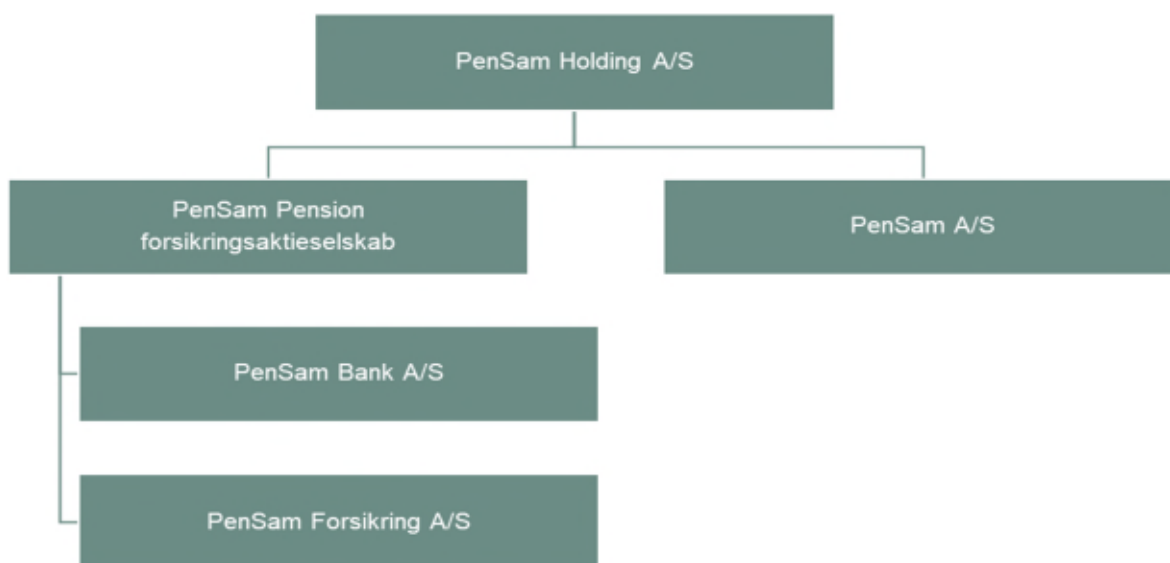 PenSam Holding A/S
PenSam Pension
forsikringsaktieselskab
PenSam A/S
PenSam Bank A/S
PenSam Forsikring A/S